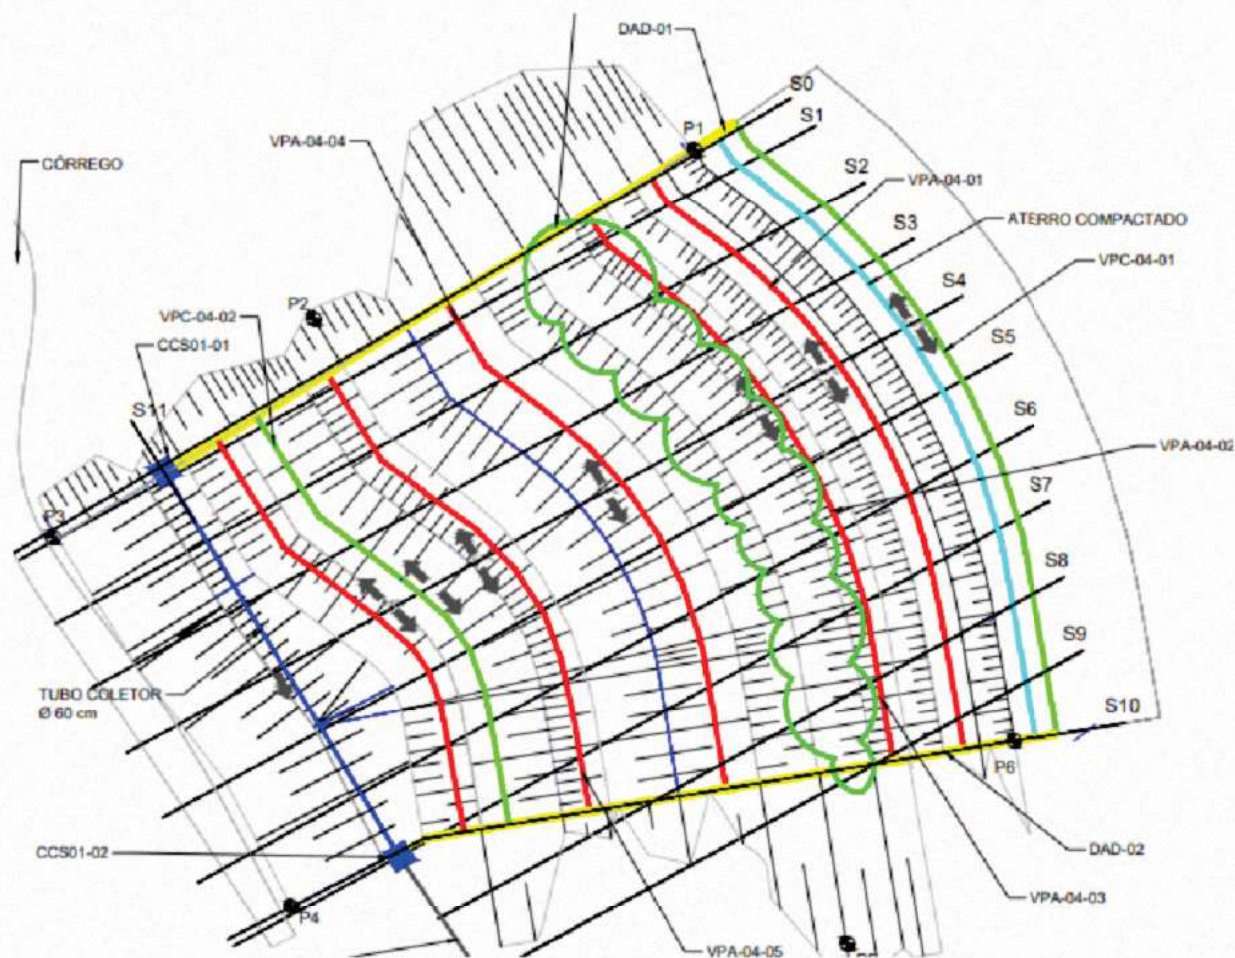 DAD-01
S0
P1
S1
VPA-04-04
CÓRREGO
S2
VPA-04-01
S3
ATERRO COMPACTADO
VPC-04-01
S4
P2
VPC-04-02
CCS01-01
S5
S11
S6
VPA-04-02
S7
P3
S8
S9
TUBO COLETOR
Ø 60 cm
S10
P6
CCS01-02
DAD-02
VPA-04-03
P4
VPA-04-05